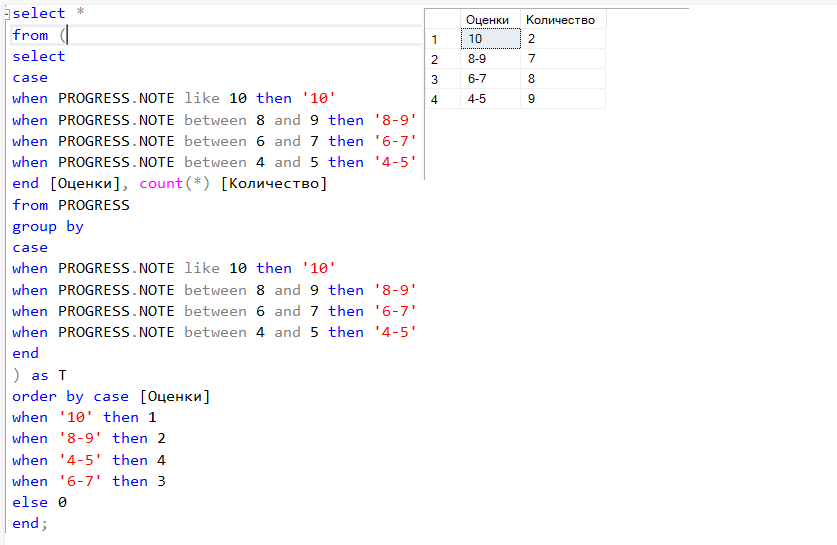 select *
from (
select
case
when PROGRESS.NOTE like 10 then '10'
when PROGRESS.NOTE between 8 and 9 then '8-9'
when PROGRESS.NOTE between 6 and 7 then '6-7'
when PROGRESS.NOTE between 4 and 5 then '4-5'
end [Оценки], count(*) [Количество]
from PROGRESS
group by
case
when PROGRESS.NOTE like 10 then '10'
when PROGRESS.NOTE between 8 and 9 then '8-9'
when PROGRESS.NOTE between 6 and 7 then '6-7'
when PROGRESS.NOTE between 4 and 5 then '4-5'
end
) as T
order by case [Оценки]
when '10' then 1
when '8-9' then 2
when '4-5' then 4
when '6-7' then 3
else 0
end;
Оценки Количество
1 10 2
2 8-9 7
3 6-7 8
4 4-5 9